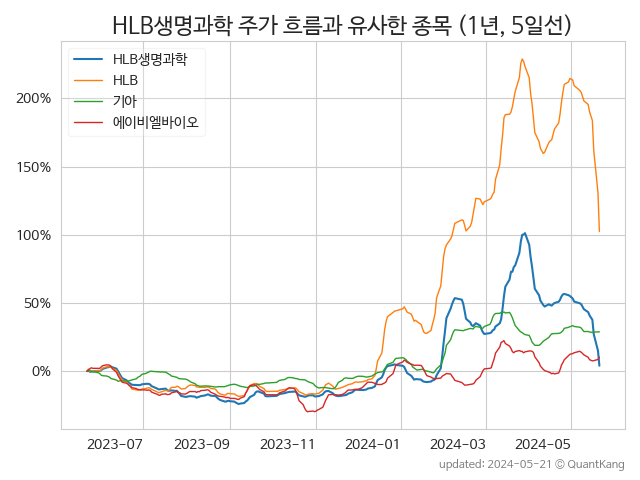 HLB생명과학 주가 흐름과 유사한 종목 (1년, 5일선)
HLB생명과학
HLB
기아
에이비엘바이오
200%
150%
100%
50%
0%
2023-07 2023-09 2023-11 2024-01 2024-03 2024-05
updated: 2024-05-21 © QuantKang